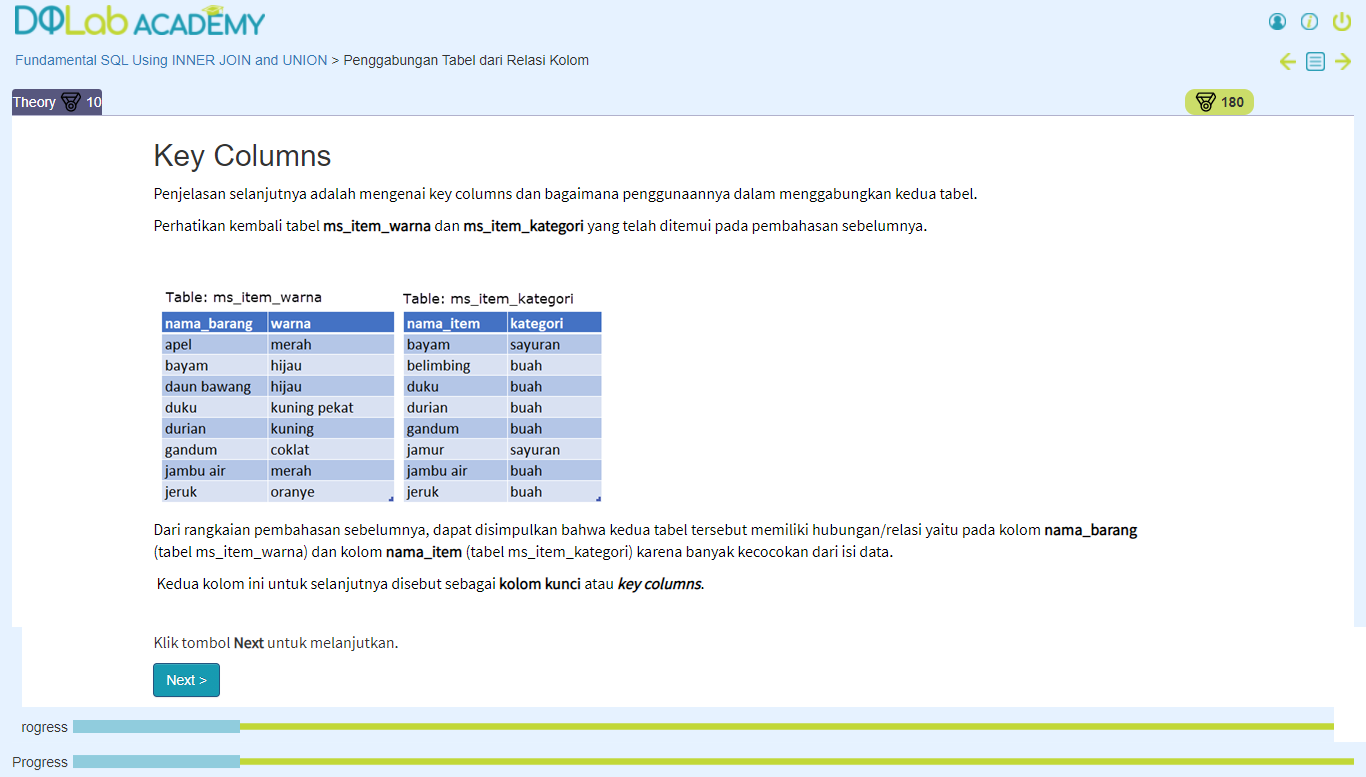 DQLab ACADEMY
Fundamental SQL Using INNER JOIN and UNION > Penggabungan Tabel dari Relasi Kolom
Theory 10
180
Key Columns
Penjelasan selanjutnya adalah mengenai key columns dan bagaimana penggunaannya dalam menggabungkan kedua tabel.
Perhatikan kembali tabel ms_item_warna dan ms_item_kategori yang telah ditemui pada pembahasan sebelumnya.
Table: ms_item_warna
nama_barang warna
apel merah
bayam hijau
daun bawang hijau
duku kuning pekat
durian kuning
gandum coklat
jambu air merah
jeruk oranye
Table: ms_item_kategori
nama_item kategori
bayam sayuran
belimbing buah
duku buah
durian buah
gandum buah
jamur sayuran
jambu air buah
jeruk buah
Dari rangkaian pembahasan sebelumnya, dapat disimpulkan bahwa kedua tabel tersebut memiliki hubungan/relasi yaitu pada kolom nama_barang
(tabel ms_item_warna) dan kolom nama_item (tabel ms_item_kategori) karena banyak kecocokan dari isi data.
Kedua kolom ini untuk selanjutnya disebut sebagai kolom kunci atau key columns.
Klik tombol Next untuk melanjutkan.
Next >
rogress
Progress